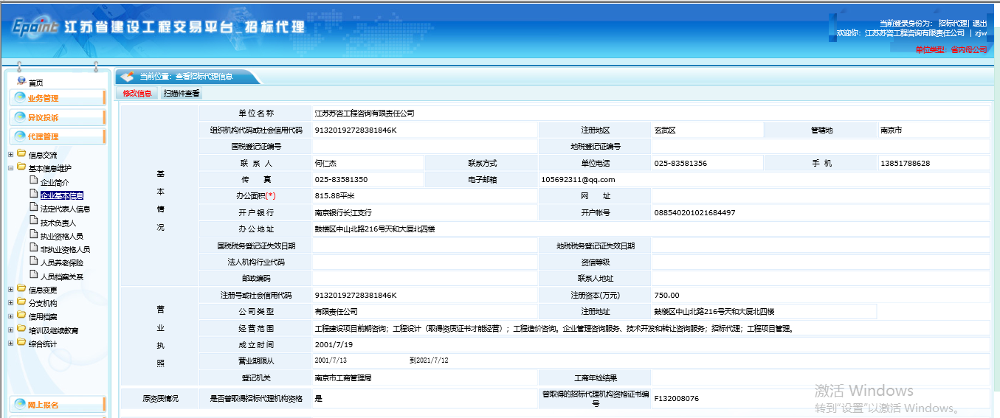 Epoint 江苏省建设工程交易平台_招标代理
当前登录身份为： 招标代理| 退出
欢迎你：江苏苏咨工程咨询有限责任公司 | zjw
单位类型：省内母公司
首页
业务管理
异议投诉
代理管理
信息交流
基本信息维护
企业简介
企业基本信息
法定代表人信息
技术负责人
执业资格人员
非执业资格人员
人员养老保险
人员档案关系
信息变更
分支机构
信用档案
培训及继续教育
综合统计
网上报名
当前位置：查看招标代理信息
修改信息 扫描件查看
基本情况
单位名称 江苏苏咨工程咨询有限责任公司
组织机构代码或社会信用代码 91320192728381846K 注册地区 玄武区 管辖地 南京市
国税登记证编号 地税登记证编号
联 系 人 何仁杰 联系方式 单位电话 025-83581356 手 机 13851788628
传 真 025-83581350 电子邮箱 105692311@qq.com
办公面积(*) 815.88平米 网 址
开户银行 南京银行长江支行 开户帐号 088540201021684497
办公地址 鼓楼区中山北路216号天和大厦北四楼
国税税务登记证失效日期 地税税务登记证失效日期
法人机构行业代码 资信等级
邮政编码 联系人地址
营业执照
注册号或社会信用代码 91320192728381846K 注册资本(万元) 750.00
公司类型 有限责任公司 注册地址 鼓楼区中山北路216号天和大厦北四楼
经营范围 工程建设项目前期咨询；工程设计（取得资质证书才能经营）；工程造价咨询。企业管理咨询服务、技术开发和转让咨询服务；招标代理；工程项目管理。
成立时间 2001/7/19
营业期限从 2001/7/13 到2021/7/12
登记机关 南京市工商管理局 工商年检结果
原资质情况 是否曾取得招标代理机构资格 是 曾取得的招标代理机构资格证书编号 F132008076
激活 Windows
转到"设置"以激活 Windows。